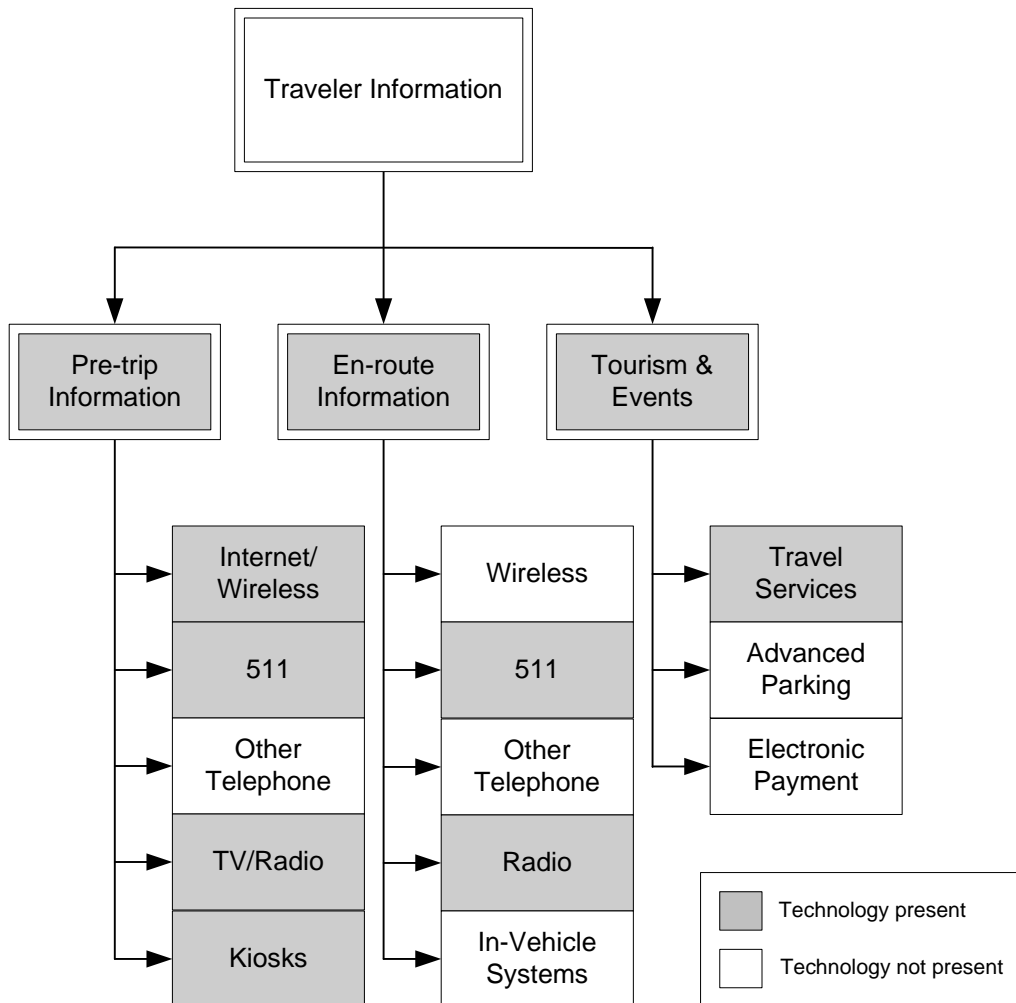 Traveler Information
Pre-trip
Information
En-route
Information
Tourism &
Events
Internet/
Wireless
511
Other
Telephone
TV/Radio
Kiosks
Wireless
511
Other
Telephone
Radio
In-Vehicle
Systems
Travel
Services
Advanced
Parking
Electronic
Payment
Technology present
Technology not present